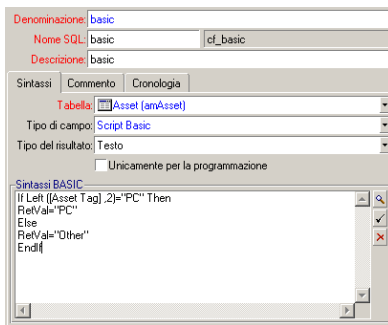 Denominazione: basic
Nome SQL: basic cf_basic
Descrizione: basic
Sintassi Commento Cronologia
Tabella: Asset (amAsset)
Tipo di campo: Script Basic
Tipo del risultato: Testo
Unicamente per la programmazione
Sintassi BASIC
If Left ([Asset Tag] ,2)="PC" Then
RetVal="PC"
Else
RetVal="Other"
EndIf